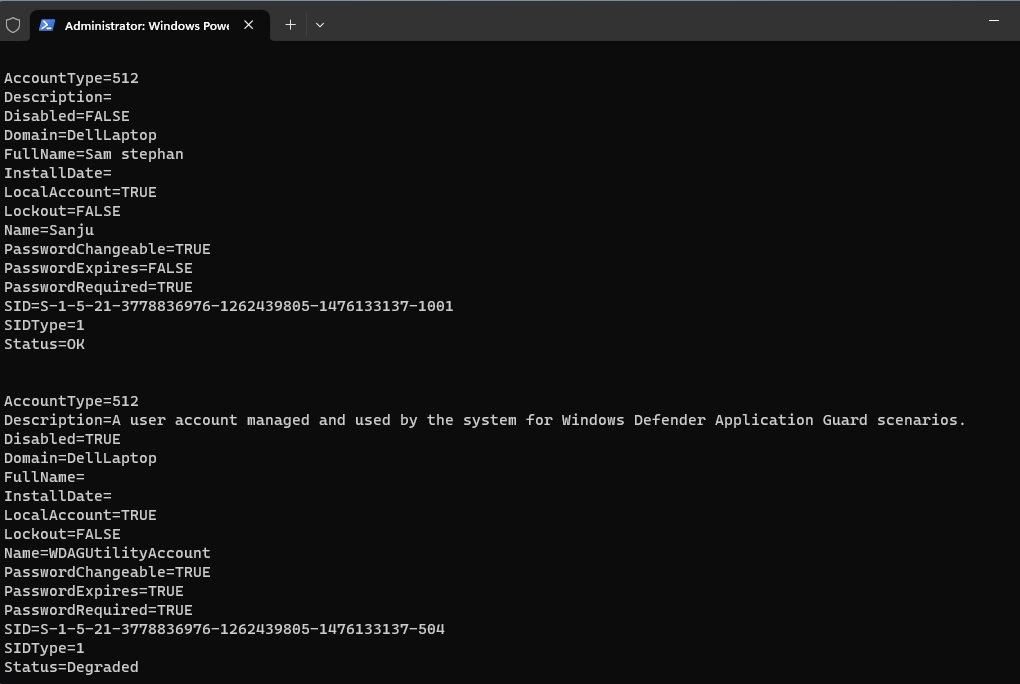 Administrator: Windows Powe
AccountType=512
Description=
Disabled=FALSE
Domain=DellLaptop
FullName=Sam stephan
InstallDate=
LocalAccount=TRUE
Lockout=FALSE
Name=Sanju
PasswordChangeable=TRUE
PasswordExpires=FALSE
PasswordRequired=TRUE
SID=S-1-5-21-3778836976-1262439805-1476133137-1001
SIDType=1
Status=OK
AccountType=512
Description=A user account managed and used by the system for Windows Defender Application Guard scenarios.
Disabled=TRUE
Domain=DellLaptop
FullName=
InstallDate=
LocalAccount=TRUE
Lockout=FALSE
Name=WDAGUtilityAccount
PasswordChangeable=TRUE
PasswordExpires=TRUE
PasswordRequired=TRUE
SID=S-1-5-21-3778836976-1262439805-1476133137-504
SIDType=1
Status=Degraded